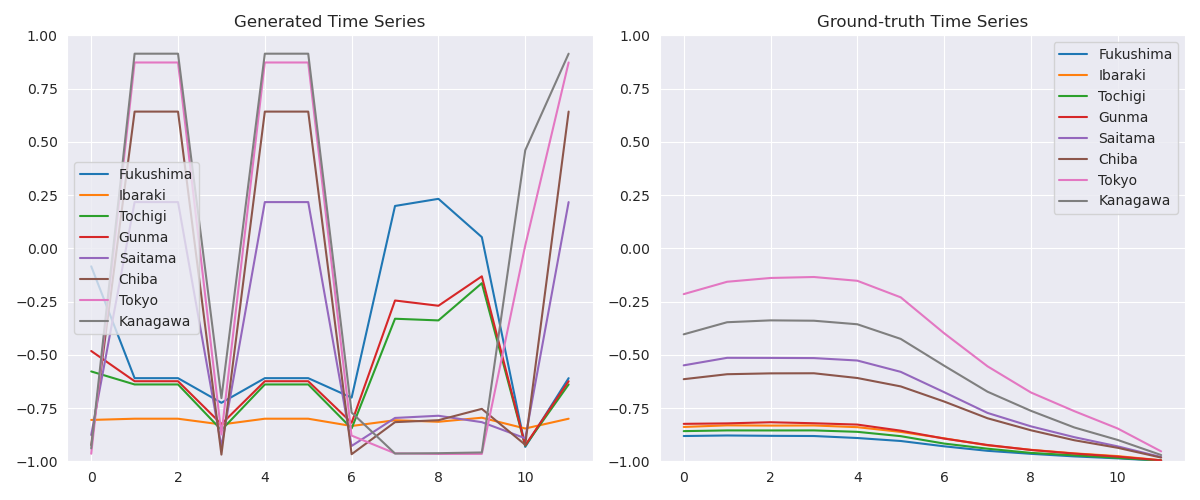 Generated Time Series
1.00
0.75
0.50
0.25
0.00
−0.25
−0.50
−0.75
−1.00
0 2 4 6 8 10
Fukushima
Ibaraki
Tochigi
Gunma
Saitama
Chiba
Tokyo
Kanagawa
Ground-truth Time Series
1.00
0.75
0.50
0.25
0.00
−0.25
−0.50
−0.75
−1.00
0 2 4 6 8 10
Fukushima
Ibaraki
Tochigi
Gunma
Saitama
Chiba
Tokyo
Kanagawa